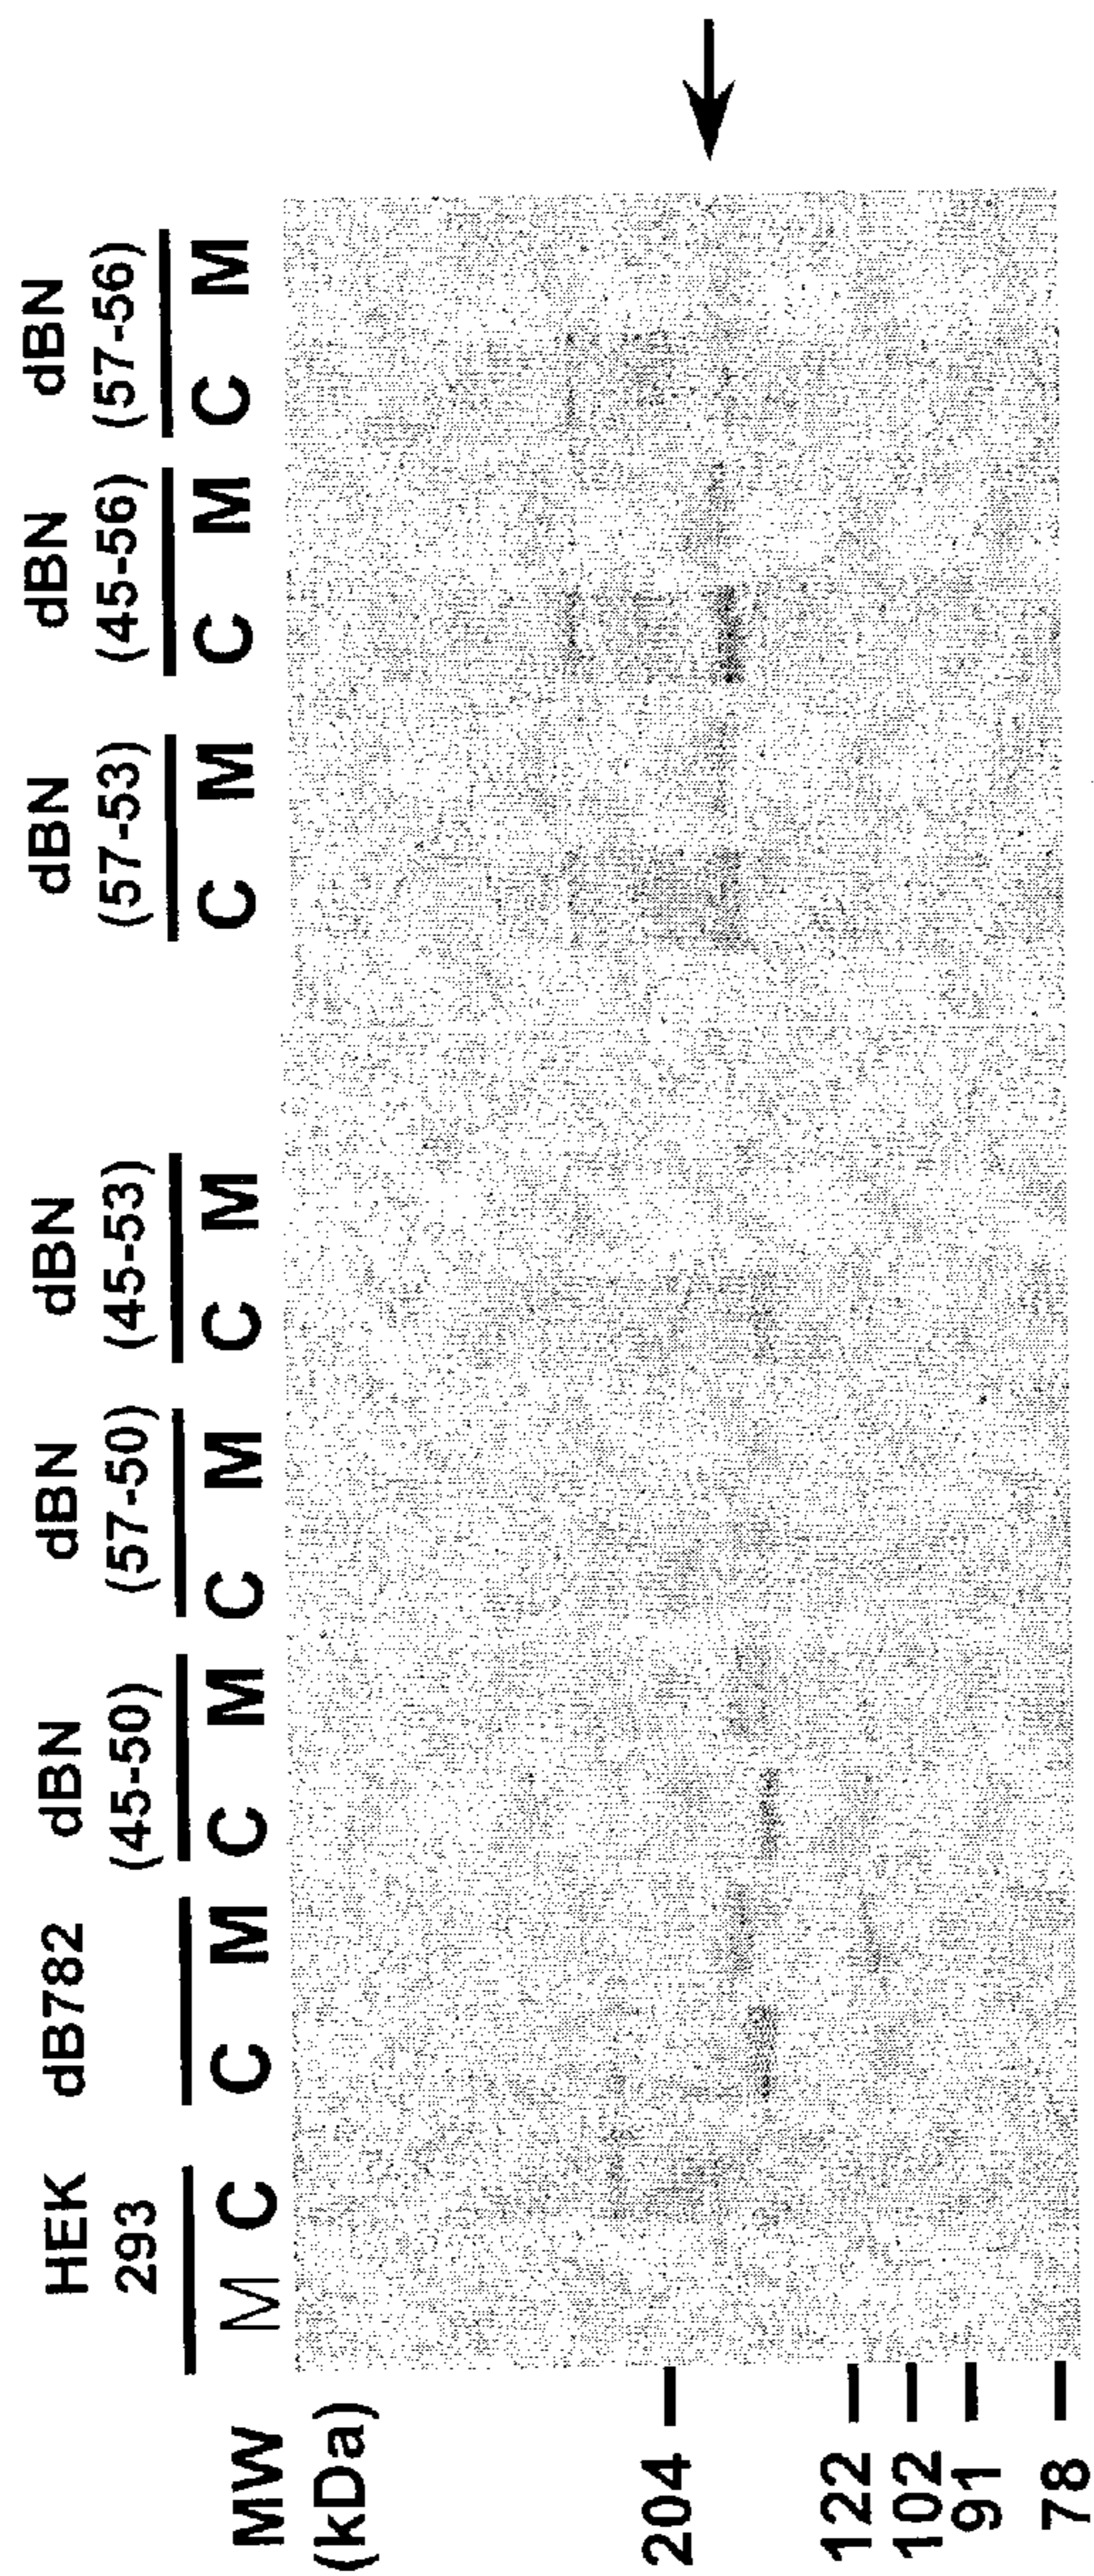 HEK 293
dB782
dBN (45-50)
dBN (57-50)
dBN (45-53)
dBN (57-53)
dBN (45-56)
dBN (57-56)
MW (kDa)
M C C M C M C M C M C M C M C M
204
122
102
91
78